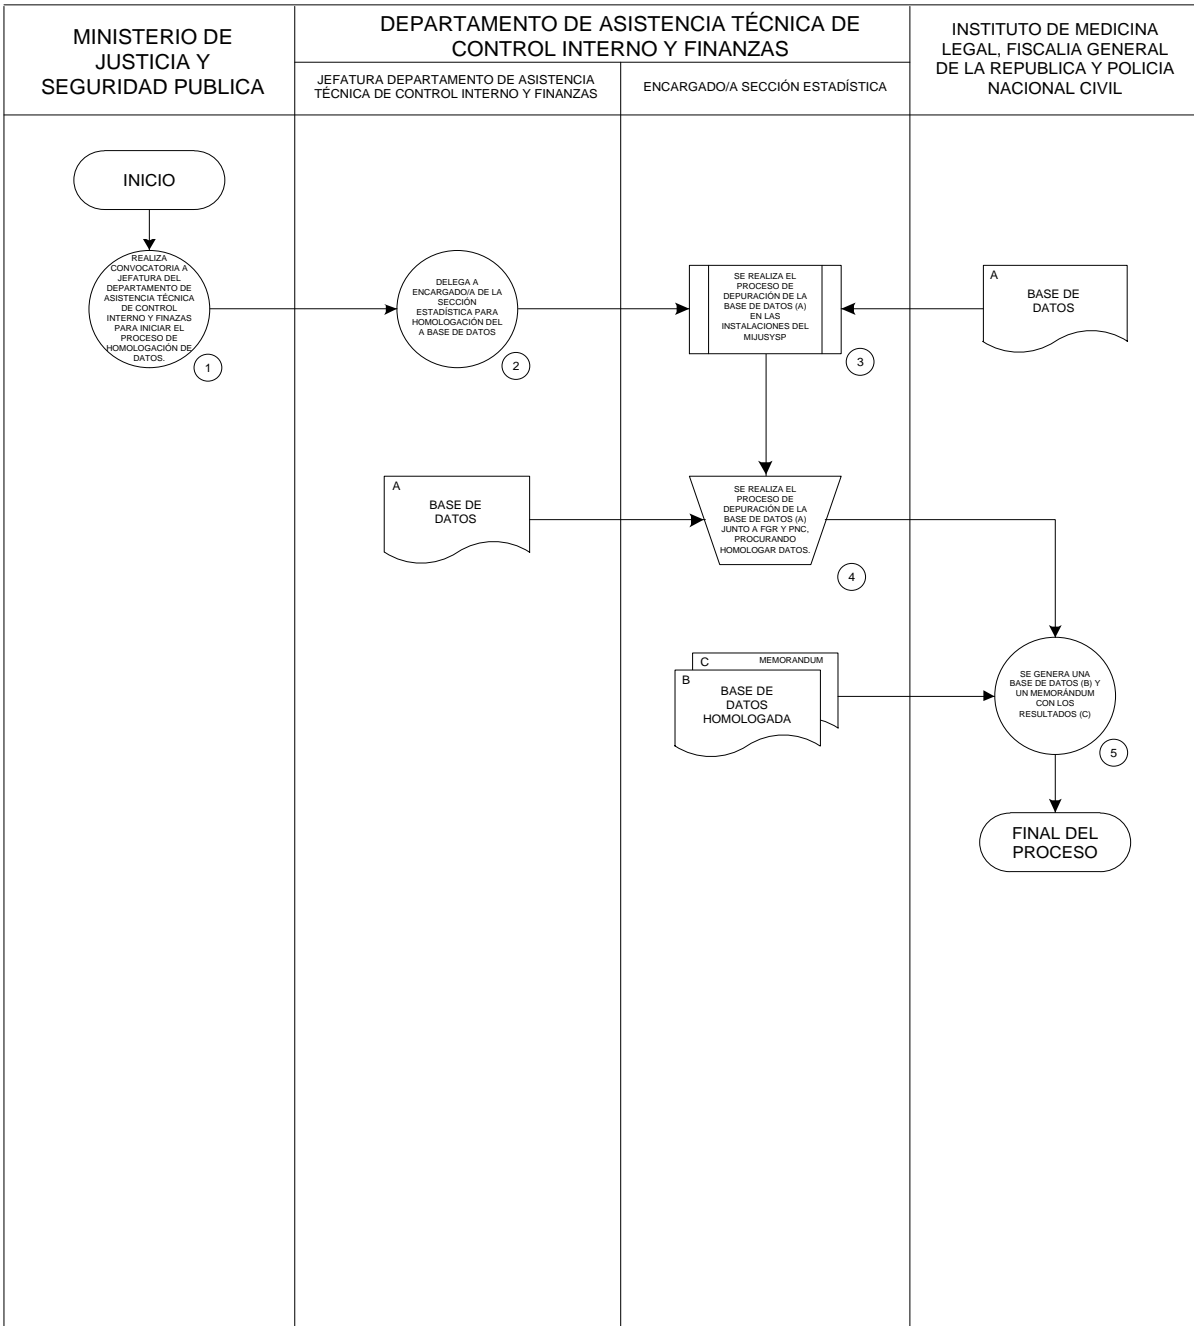 MINISTERIO DE
JUSTICIA Y
SEGURIDAD PUBLICA
DEPARTAMENTO DE ASISTENCIA TÉCNICA DE
CONTROL INTERNO Y FINANZAS
JEFATURA DEPARTAMENTO DE ASISTENCIA
TÉCNICA DE CONTROL INTERNO Y FINANZAS
ENCARGADO/A SECCIÓN ESTADÍSTICA
INSTITUTO DE MEDICINA
LEGAL, FISCALIA GENERAL
DE LA REPUBLICA Y POLICIA
NACIONAL CIVIL
INICIO
REALIZA
CONVOCATORIA A
JEFATURA DEL
DEPARTAMENTO DE
ASISTENCIA TÉCNICA
DE CONTROL
INTERNO Y FINAZAS
PARA INICIAR EL
PROCESO DE
HOMOLOGACIÓN DE
DATOS.
1
DELEGA A
ENCARGADO/A DE LA
SECCIÓN
ESTADÍSTICA PARA
HOMOLOGACIÓN DEL
A BASE DE DATOS
2
SE REALIZA EL
PROCESO DE
DEPURACIÓN DE LA
BASE DE DATOS (A)
EN LAS
INSTALACIONES DEL
MIJUSYSP
3
A
BASE DE
DATOS
A
BASE DE
DATOS
SE REALIZA EL
PROCESO DE
DEPURACIÓN DE LA
BASE DE DATOS (A)
JUNTO A FGR Y PNC,
PROCURANDO
HOMOLOGAR DATOS.
4
C MEMORANDUM
B
BASE DE
DATOS
HOMOLOGADA
SE GENERA UNA
BASE DE DATOS (B) Y
UN MEMORÁNDUM
CON LOS
RESULTADOS (C)
5
FINAL DEL
PROCESO